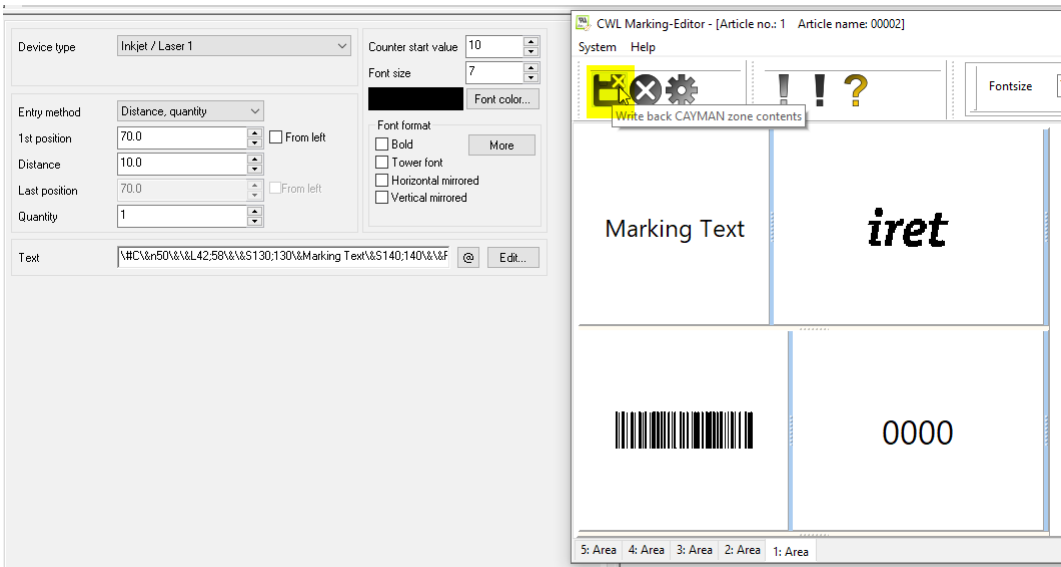 Device type
Inkjet / Laser 1
Counter start value
10
Font size
7
Font color...
Entry method
Distance, quantity
1st position
70.0
From left
Distance
10.0
Last position
70.0
From left
Quantity
1
Font format
Bold
More
Tower font
Horizontal mirrored
Vertical mirrored
Text
\#C\&n50\&\&L42;58\&\&S130;130\&Marking Text\&S140;140\&\&F
@
Edit...
CWL Marking-Editor - [Article no.: 1 Article name: 00002]
System Help
Fontsize
Write back CAYMAN zone contents
Marking Text
iret
0000
5: Area 4: Area 3: Area 2: Area 1: Area